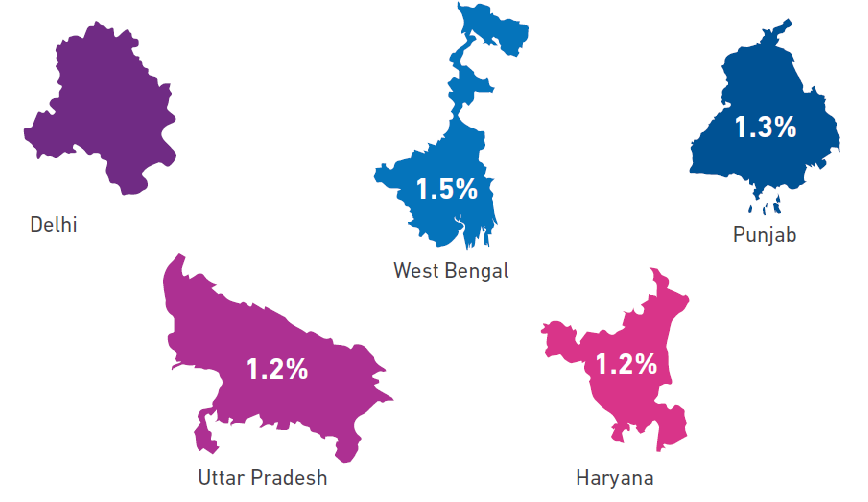 1.3%
1.5%
Delhi
Punjab
West Bengal
1.2%
1.2%
Uttar Pradesh
Haryana